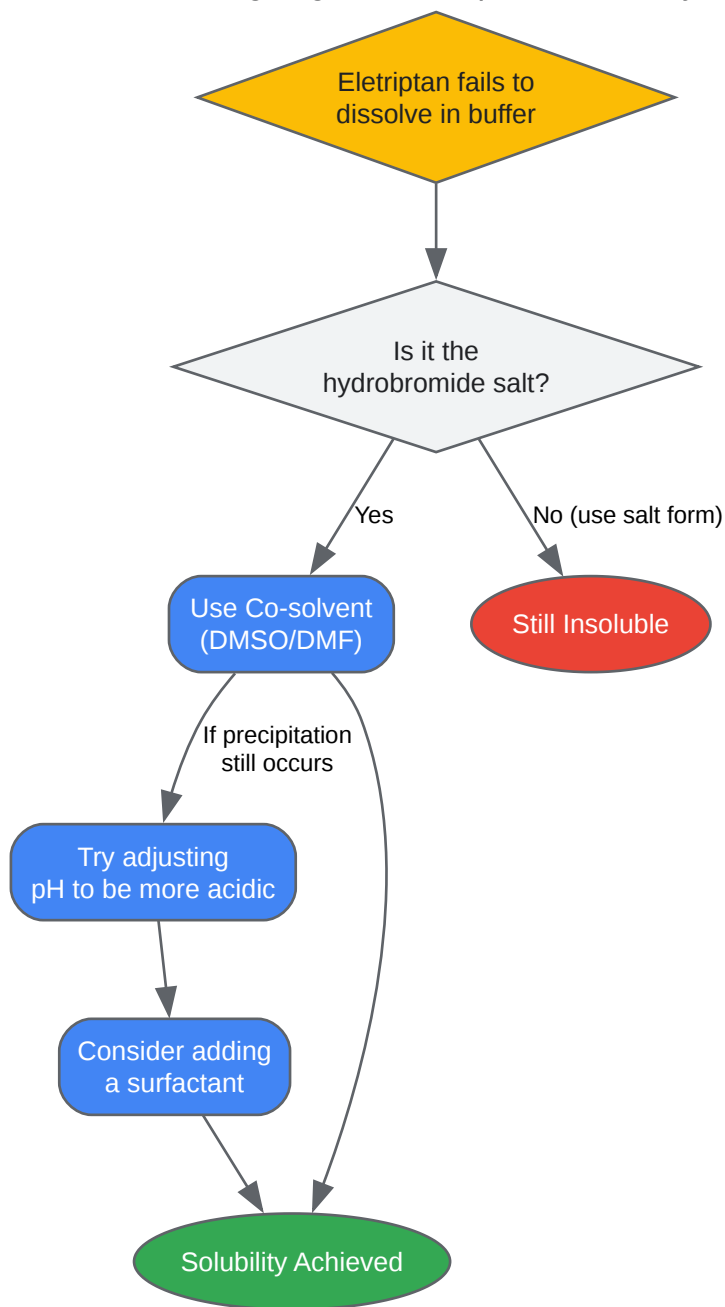 Eletriptan fails to
dissolve in buffer
Is it the
hydrobromide salt?
Yes
No (use salt form)
Use Co-solvent
(DMSO/DMF)
Still Insoluble
If precipitation
still occurs
Try adjusting
pH to be more acidic
Consider adding
a surfactant
Solubility Achieved